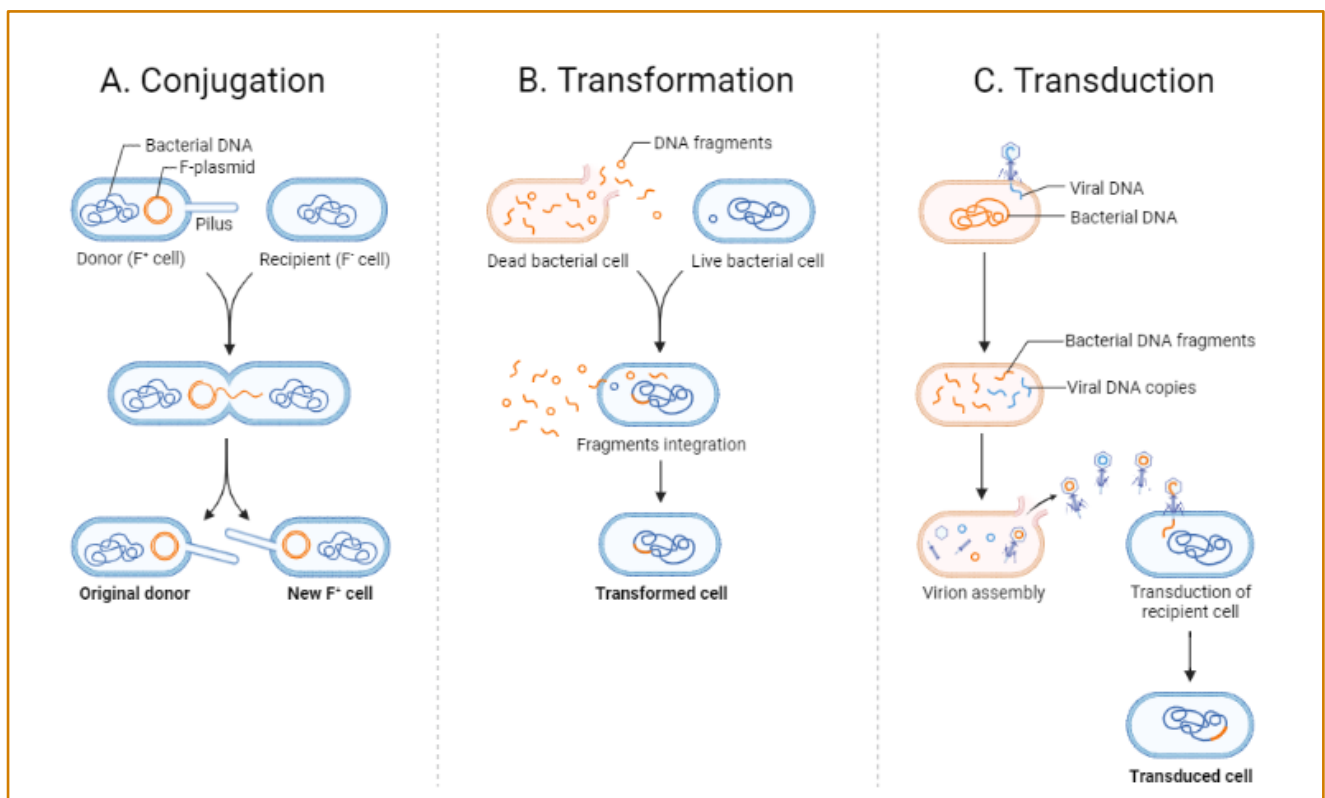 A. Conjugation
Bacterial DNA
F-plasmid
Pilus
Donor (F⁺ cell)
Recipient (F⁻ cell)
Original donor
New F⁺ cell
B. Transformation
DNA fragments
Dead bacterial cell
Live bacterial cell
Fragments integration
Transformed cell
C. Transduction
Viral DNA
Bacterial DNA
Bacterial DNA fragments
Viral DNA copies
Virion assembly
Transduction of
recipient cell
Transduced cell